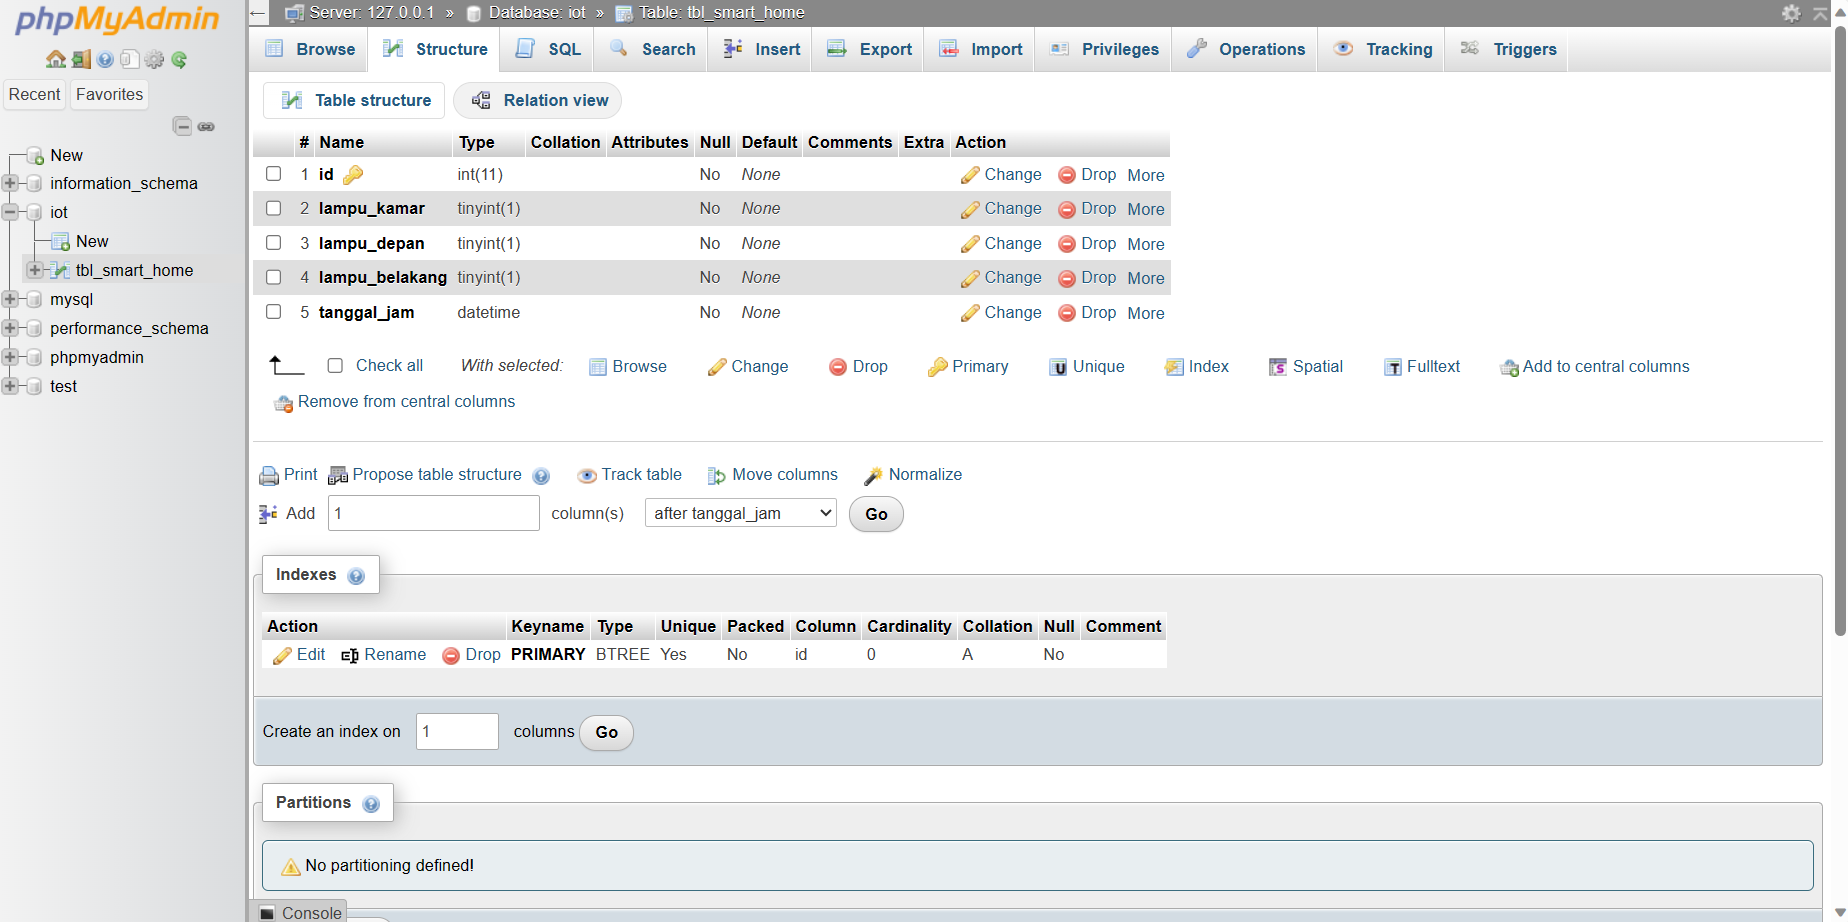 phpMyAdmin
Recent Favorites
New
information_schema
iot
New
tbl_smart_home
mysql
performance_schema
phpmyadmin
test
Server: 127.0.0.1 » Database: iot » Table: tbl_smart_home
Browse Structure SQL Search Insert Export Import Privileges Operations Tracking Triggers
Table structure Relation view
# Name Type Collation Attributes Null Default Comments Extra Action
1 id int(11) No None Change Drop More
2 lampu_kamar tinyint(1) No None Change Drop More
3 lampu_depan tinyint(1) No None Change Drop More
4 lampu_belakang tinyint(1) No None Change Drop More
5 tanggal_jam datetime No None Change Drop More
Check all With selected: Browse Change Drop Primary Unique Index Spatial Fulltext Add to central columns
Remove from central columns
Print Propose table structure Track table Move columns Normalize
Add 1 column(s) after tanggal_jam Go
Indexes
Action Keyname Type Unique Packed Column Cardinality Collation Null Comment
Edit Rename Drop PRIMARY BTREE Yes No id 0 A No
Create an index on 1 columns Go
Partitions
No partitioning defined!
Console